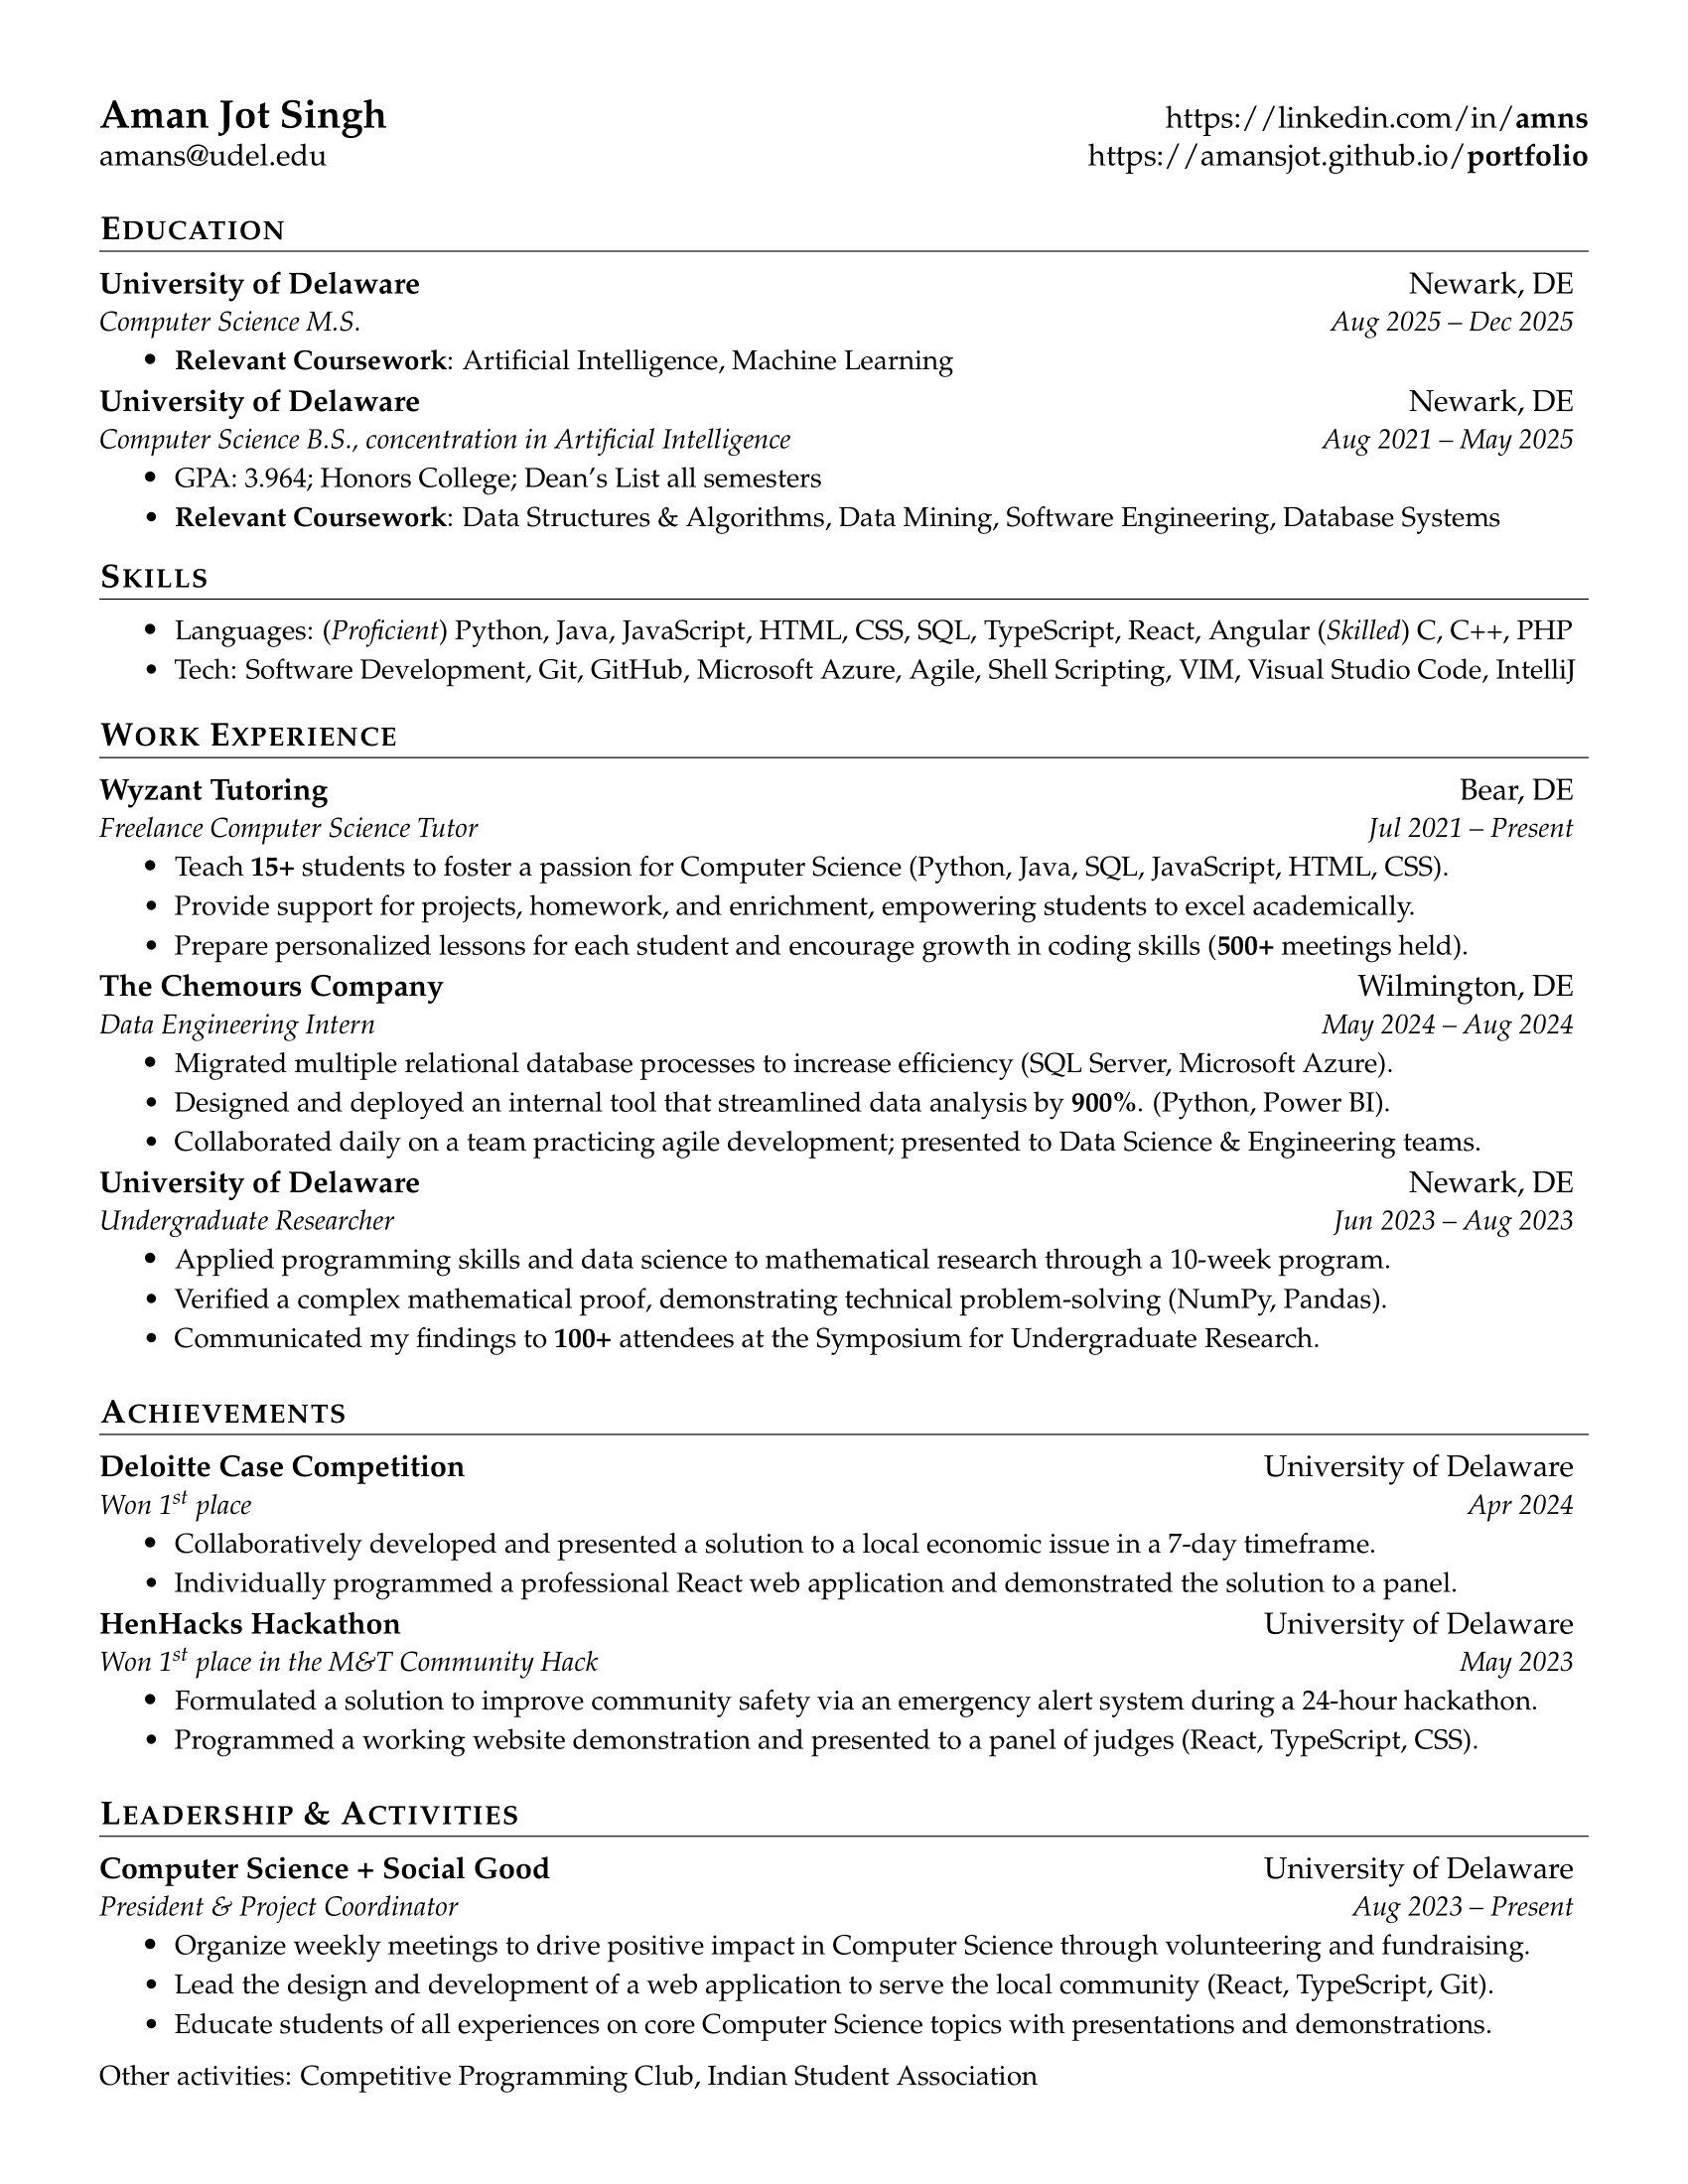 Aman Jot Singh https://linkedin.com/in/amns
amans@udel.edu https://amansjot.github.io/portfolio
EDUCATION
University of Delaware Newark, DE
Computer Science M.S. Aug 2025 – Dec 2025
• Relevant Coursework: Artificial Intelligence, Machine Learning
University of Delaware Newark, DE
Computer Science B.S., concentration in Artificial Intelligence Aug 2021 – May 2025
• GPA: 3.964; Honors College; Dean's List all semesters
• Relevant Coursework: Data Structures & Algorithms, Data Mining, Software Engineering, Database Systems
SKILLS
• Languages: (Proficient) Python, Java, JavaScript, HTML, CSS, SQL, TypeScript, React, Angular (Skilled) C, C++, PHP
• Tech: Software Development, Git, GitHub, Microsoft Azure, Agile, Shell Scripting, VIM, Visual Studio Code, IntelliJ
WORK EXPERIENCE
Wyzant Tutoring Bear, DE
Freelance Computer Science Tutor Jul 2021 – Present
• Teach 15+ students to foster a passion for Computer Science (Python, Java, SQL, JavaScript, HTML, CSS).
• Provide support for projects, homework, and enrichment, empowering students to excel academically.
• Prepare personalized lessons for each student and encourage growth in coding skills (500+ meetings held).
The Chemours Company Wilmington, DE
Data Engineering Intern May 2024 – Aug 2024
• Migrated multiple relational database processes to increase efficiency (SQL Server, Microsoft Azure).
• Designed and deployed an internal tool that streamlined data analysis by 900%. (Python, Power BI).
• Collaborated daily on a team practicing agile development; presented to Data Science & Engineering teams.
University of Delaware Newark, DE
Undergraduate Researcher Jun 2023 – Aug 2023
• Applied programming skills and data science to mathematical research through a 10-week program.
• Verified a complex mathematical proof, demonstrating technical problem-solving (NumPy, Pandas).
• Communicated my findings to 100+ attendees at the Symposium for Undergraduate Research.
ACHIEVEMENTS
Deloitte Case Competition University of Delaware
Won 1st place Apr 2024
• Collaboratively developed and presented a solution to a local economic issue in a 7-day timeframe.
• Individually programmed a professional React web application and demonstrated the solution to a panel.
HenHacks Hackathon University of Delaware
Won 1st place in the M&T Community Hack May 2023
• Formulated a solution to improve community safety via an emergency alert system during a 24-hour hackathon.
• Programmed a working website demonstration and presented to a panel of judges (React, TypeScript, CSS).
LEADERSHIP & ACTIVITIES
Computer Science + Social Good University of Delaware
President & Project Coordinator Aug 2023 – Present
• Organize weekly meetings to drive positive impact in Computer Science through volunteering and fundraising.
• Lead the design and development of a web application to serve the local community (React, TypeScript, Git).
• Educate students of all experiences on core Computer Science topics with presentations and demonstrations.
Other activities: Competitive Programming Club, Indian Student Association